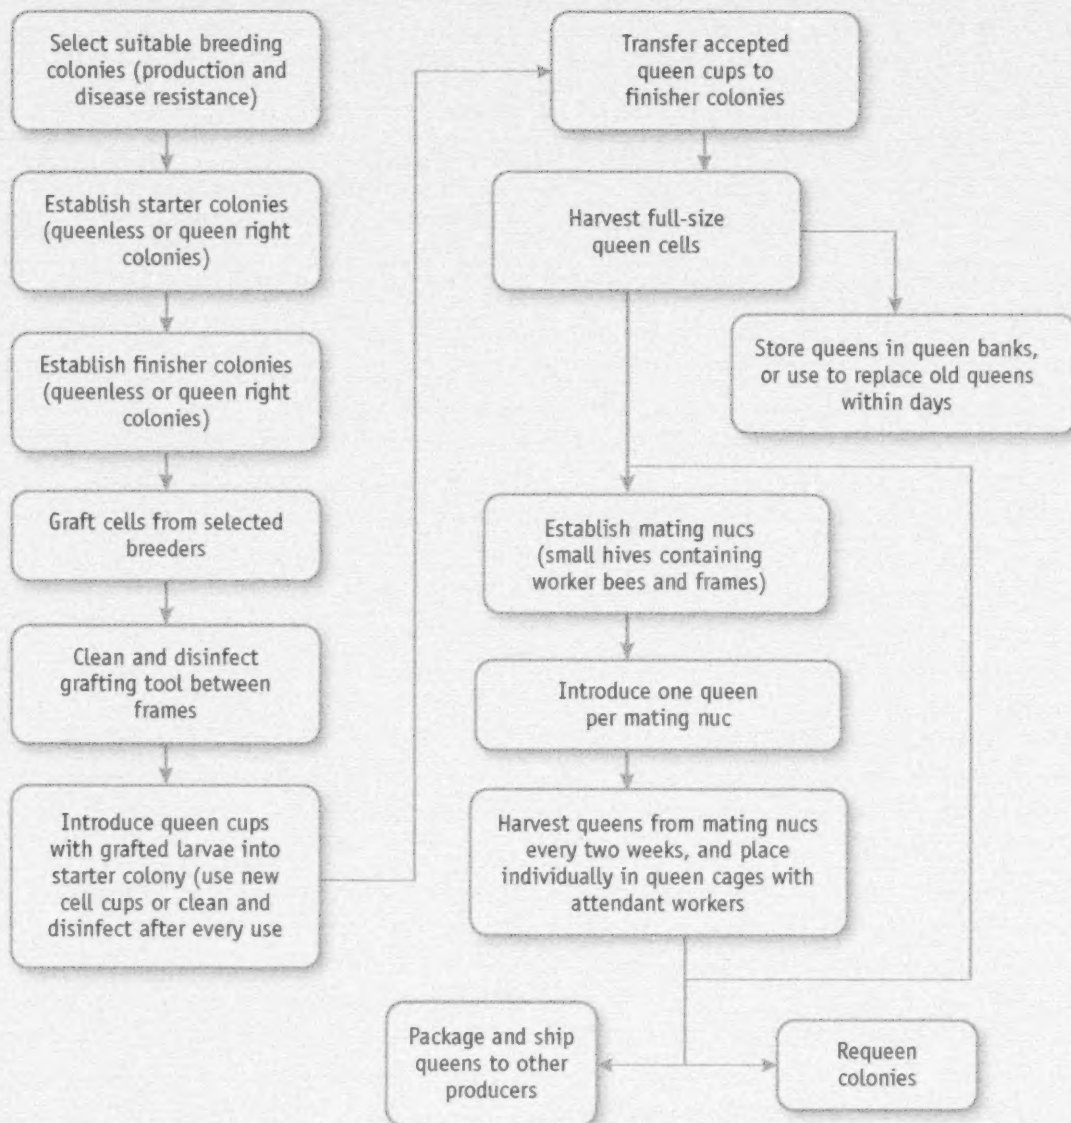 Select suitable breeding
colonies (production and
disease resistance)
Establish starter colonies
(queenless or queen right
colonies)
Establish finisher colonies
(queenless or queen right
colonies)
Graft cells from selected
breeders
Clean and disinfect
grafting tool between
frames
Introduce queen cups
with grafted larvae into
starter colony (use new
cell cups or clean and
disinfect after every use
Transfer accepted
queen cups to
finisher colonies
Harvest full-size
queen cells
Store queens in queen banks,
or use to replace old queens
within days
Establish mating nucs
(small hives containing
worker bees and frames)
Introduce one queen
per mating nuc
Harvest queens from mating nucs
every two weeks, and place
individually in queen cages with
attendant workers
Package and ship
queens to other
producers
Requeen
colonies